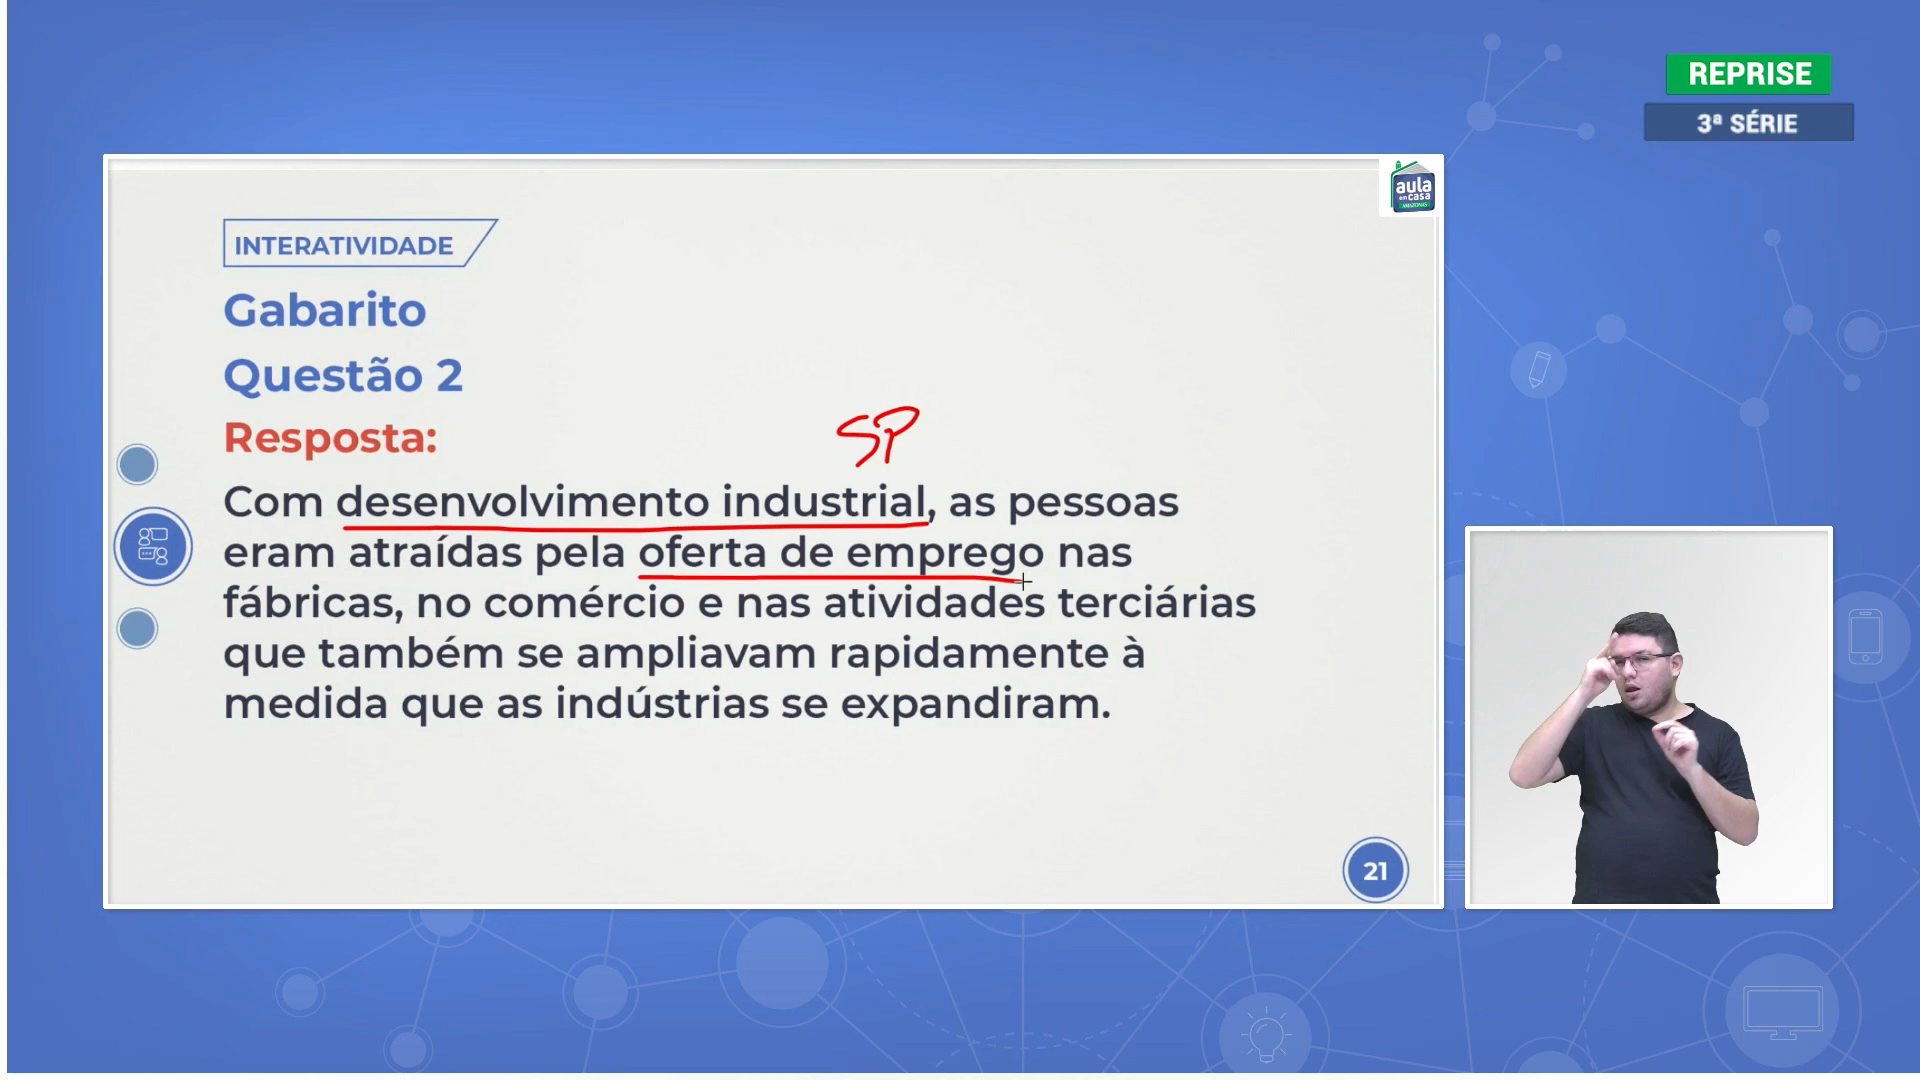 REPRISE
3ª SÉRIE
aula
em casa
AMAZONAS
INTERATIVIDADE
Gabarito
Questão 2
Resposta:
SP
Com desenvolvimento industrial, as pessoas
eram atraídas pela oferta de emprego nas
fábricas, no comércio e nas atividades terciárias
que também se ampliavam rapidamente à
medida que as indústrias se expandiram.
21